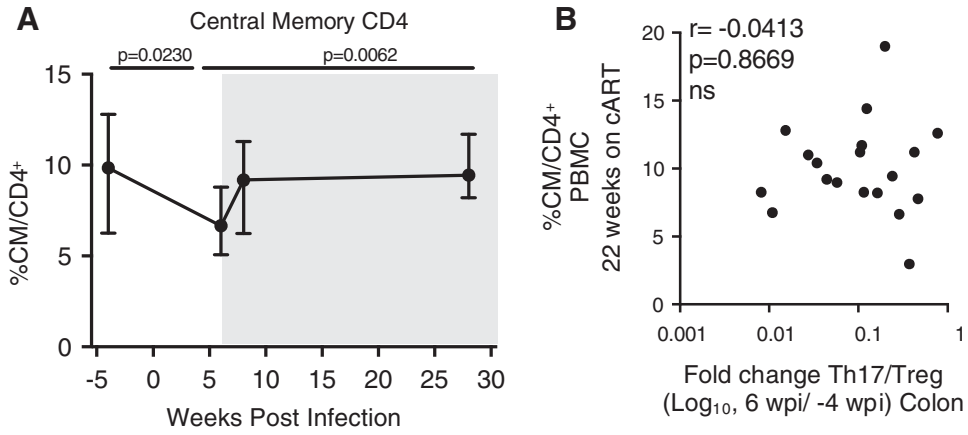 A
Central Memory CD4
p=0.0230
p=0.0062
15
10
5
0
%CM/CD4⁺
-5 0 5 10 15 20 25 30
Weeks Post Infection
B
r= -0.0413
p=0.8669
ns
20
15
10
5
0
%CM/CD4⁺
PBMC
22 weeks on cART
0.001 0.01 0.1 1
Fold change Th17/Treg
(Log₁₀, 6 wpi/ -4 wpi) Colon